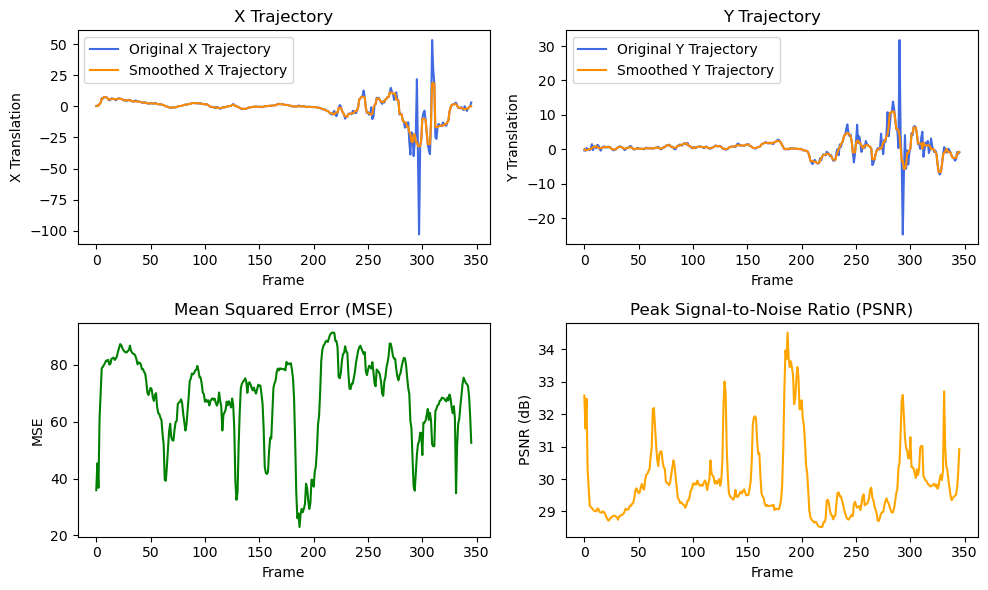 X Trajectory
50
25
0
−25
−50
−75
−100
X Translation
Original X Trajectory
Smoothed X Trajectory
0 50 100 150 200 250 300 350
Frame
Y Trajectory
30
20
10
0
−10
−20
Y Translation
Original Y Trajectory
Smoothed Y Trajectory
0 50 100 150 200 250 300 350
Frame
Mean Squared Error (MSE)
80
60
40
20
MSE
0 50 100 150 200 250 300 350
Frame
Peak Signal-to-Noise Ratio (PSNR)
34
33
32
31
30
29
PSNR (dB)
0 50 100 150 200 250 300 350
Frame